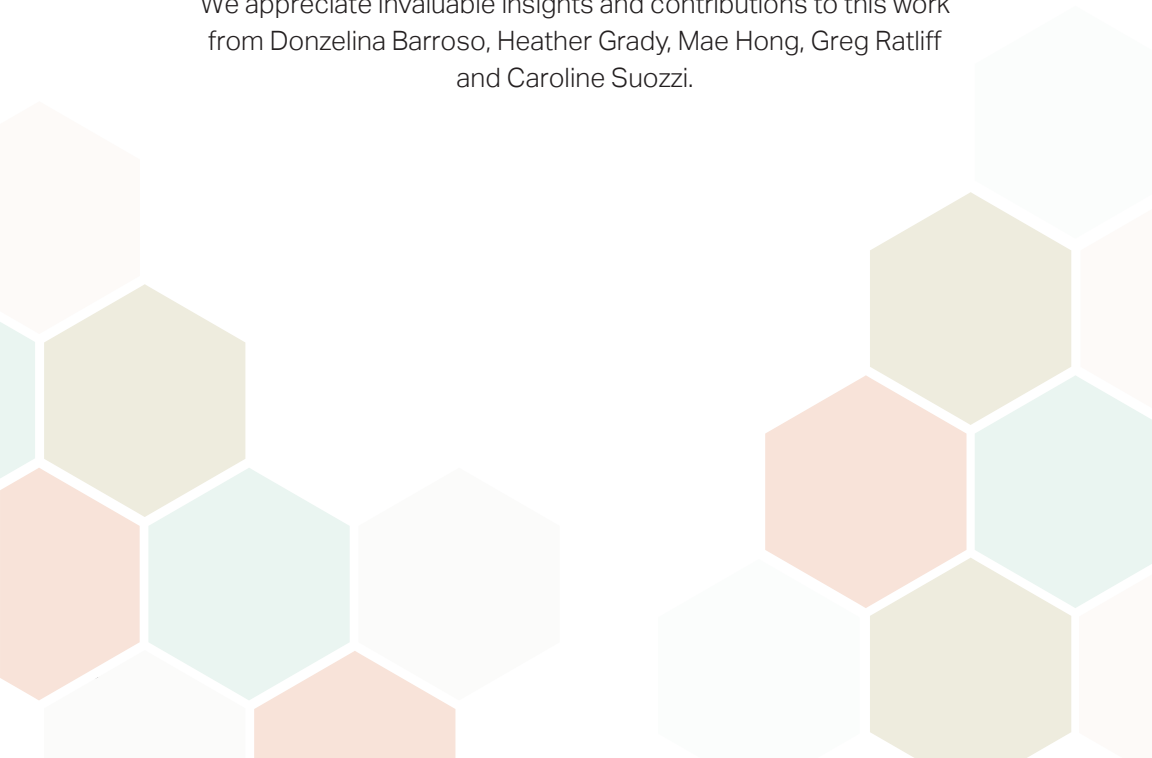 We appreciate invaluable insights and contributions to this work
from Donzelina Barroso, Heather Grady, Mae Hong, Greg Ratliff
and Caroline Suozzi.